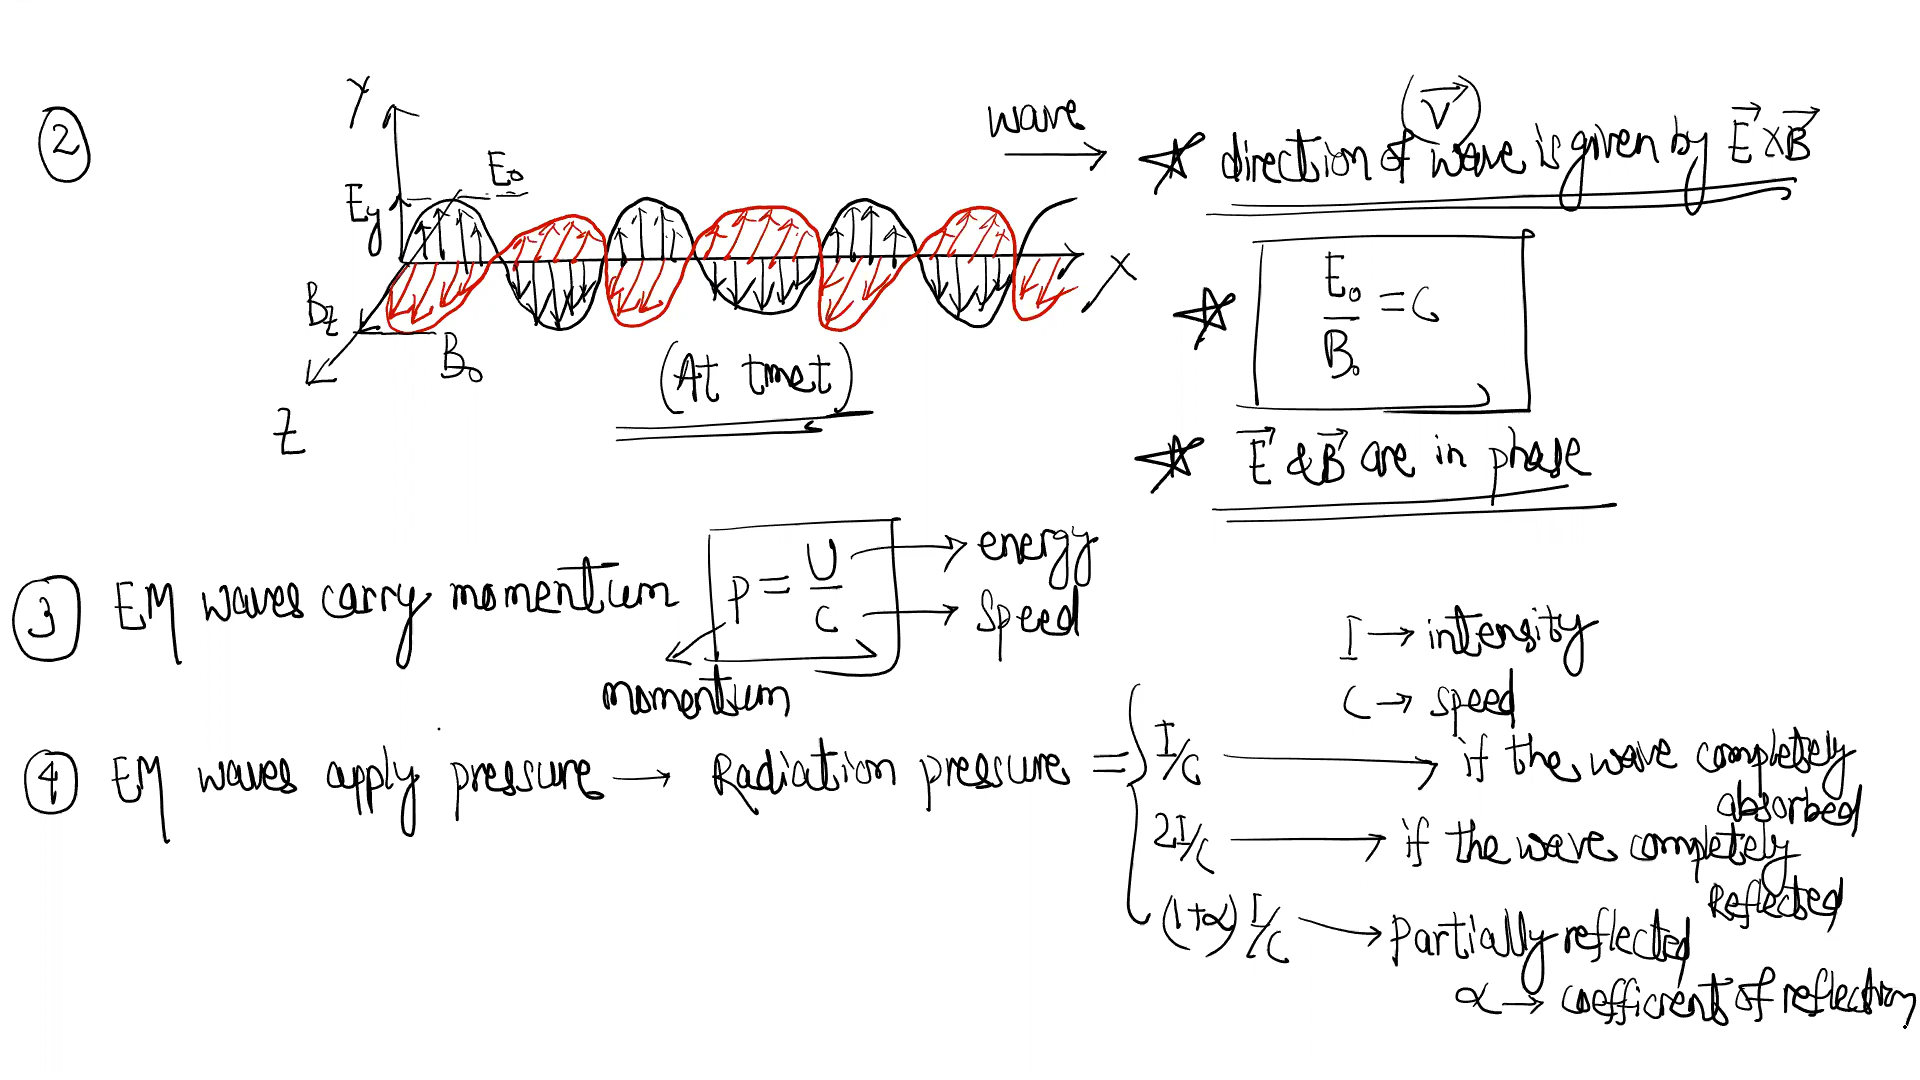 ②
Y
E₀
Ey
Bz
B₀
Z
X
wave
(At t=t)
(V⃗)
☆ direction of wave is given by E⃗ X B⃗
☆ E₀/B₀ = C
☆ E⃗ & B⃗ are in phase
③ EM waves carry momentum p = U/c
energy
speed
momentum
I → intensity
C → speed
④ EM waves apply pressure → Radiation pressure =
I/C → if the wave completely
absorbed
2I/C → if the wave completely
Reflected
(1+α) I/C → Partially reflected
α → coefficient of reflection